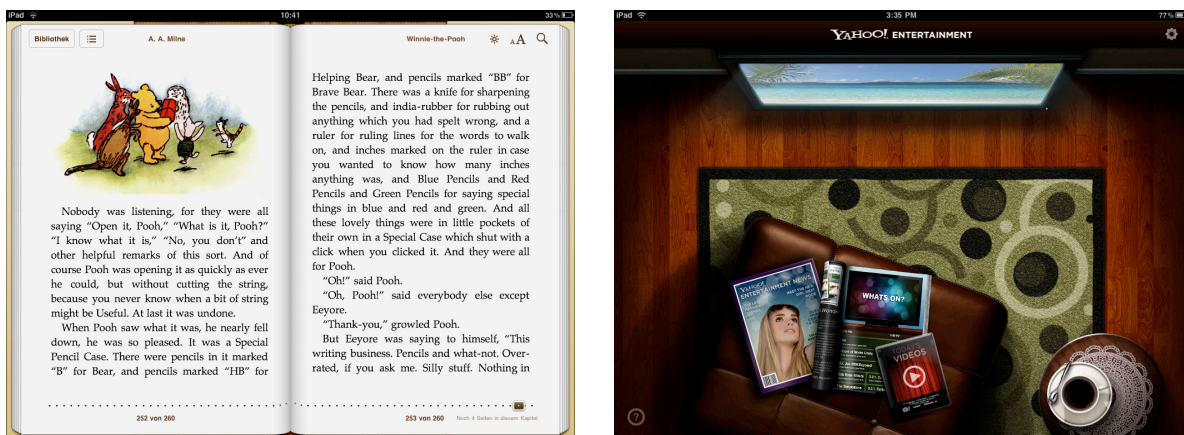 iPad
10:41
33%
Bibliothek
A. A. Milne
Winnie-the-Pooh
AA
Nobody was listening, for they were all
saying “Open it, Pooh,” “What is it, Pooh?”
“I know what it is,” “No, you don’t” and
other helpful remarks of this sort. And of
course Pooh was opening it as quickly as ever
he could, but without cutting the string,
because you never know when a bit of string
might be Useful. At last it was undone.
When Pooh saw what it was, he nearly fell
down, he was so pleased. It was a Special
Pencil Case. There were pencils in it marked
“B” for Bear, and pencils marked “HB” for
252 von 260
Helping Bear, and pencils marked “BB” for
Brave Bear. There was a knife for sharpening
the pencils, and india-rubber for rubbing out
anything which you had spelt wrong, and a
ruler for ruling lines for the words to walk
on, and inches marked on the ruler in case
you wanted to know how many inches
anything was, and Blue Pencils and Red
Pencils and Green Pencils for saying special
things in blue and red and green. And all
these lovely things were in little pockets of
their own in a Special Case which shut with a
click when you clicked it. And they were all
for Pooh.
“Oh!” said Pooh.
“Oh, Pooh!” said everybody else except
Eeyore.
“Thank-you,” growled Pooh.
But Eeyore was saying to himself, “This
writing business. Pencils and what-not. Over-
rated, if you ask me. Silly stuff. Nothing in
253 von 260
Noch 4 Seiten in diesem Kapitel
iPad
3:35 PM
77%
YAHOO! ENTERTAINMENT
YAHOO!
ENTERTAINMENT NEWS
WHAT'S ON?
VIDEOS
?